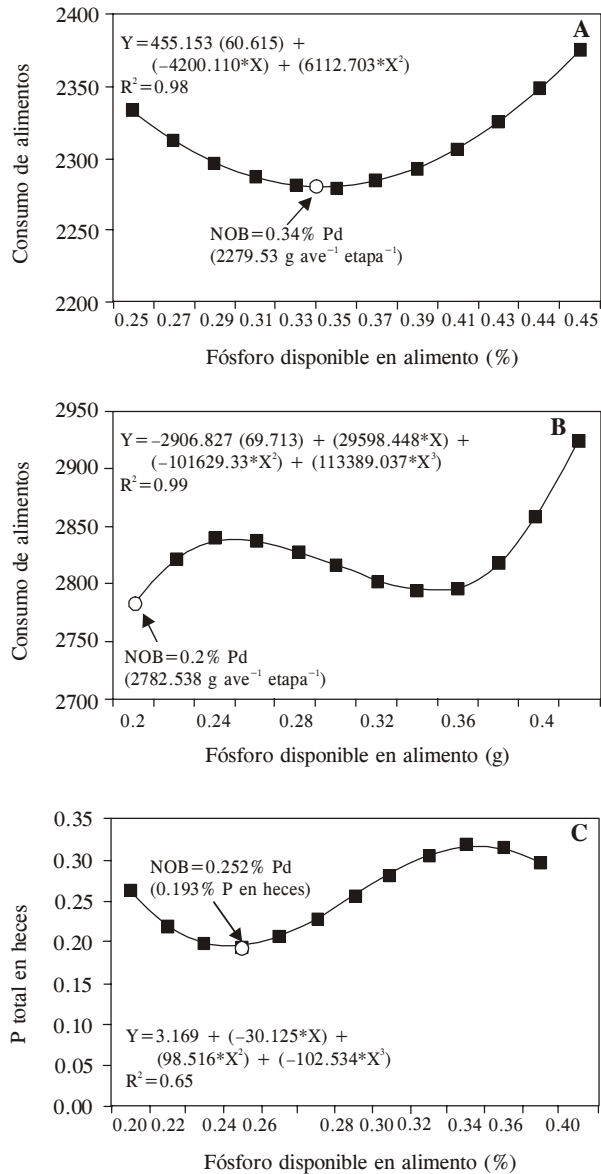 A
Y=455.153 (60.615) +
(−4200.110*X) + (6112.703*X²)
R²=0.98
Consumo de alimentos
2400
2350
2300
2250
2200
NOB=0.34% Pd
(2279.53 g ave⁻¹ etapa⁻¹)
0.25 0.27 0.29 0.31 0.33 0.35 0.37 0.39 0.41 0.43 0.44 0.45
Fósforo disponible en alimento (%)
B
Y=−2906.827 (69.713) + (29598.448*X) +
(−101629.33*X²) + (113389.037*X³)
R²=0.99
Consumo de alimentos
2950
2900
2850
2800
2750
2700
NOB=0.2% Pd
(2782.538 g ave⁻¹ etapa⁻¹)
0.2 0.24 0.28 0.32 0.36 0.4
Fósforo disponible en alimento (g)
C
P total en heces
0.35
0.30
0.25
0.20
0.15
0.10
0.05
0.00
NOB=0.252% Pd
(0.193% P en heces)
Y=3.169 + (−30.125*X) +
(98.516*X²) + (−102.534*X³)
R²=0.65
0.20 0.22 0.24 0.26 0.28 0.30 0.32 0.34 0.36 0.40
Fósforo disponible en alimento (%)